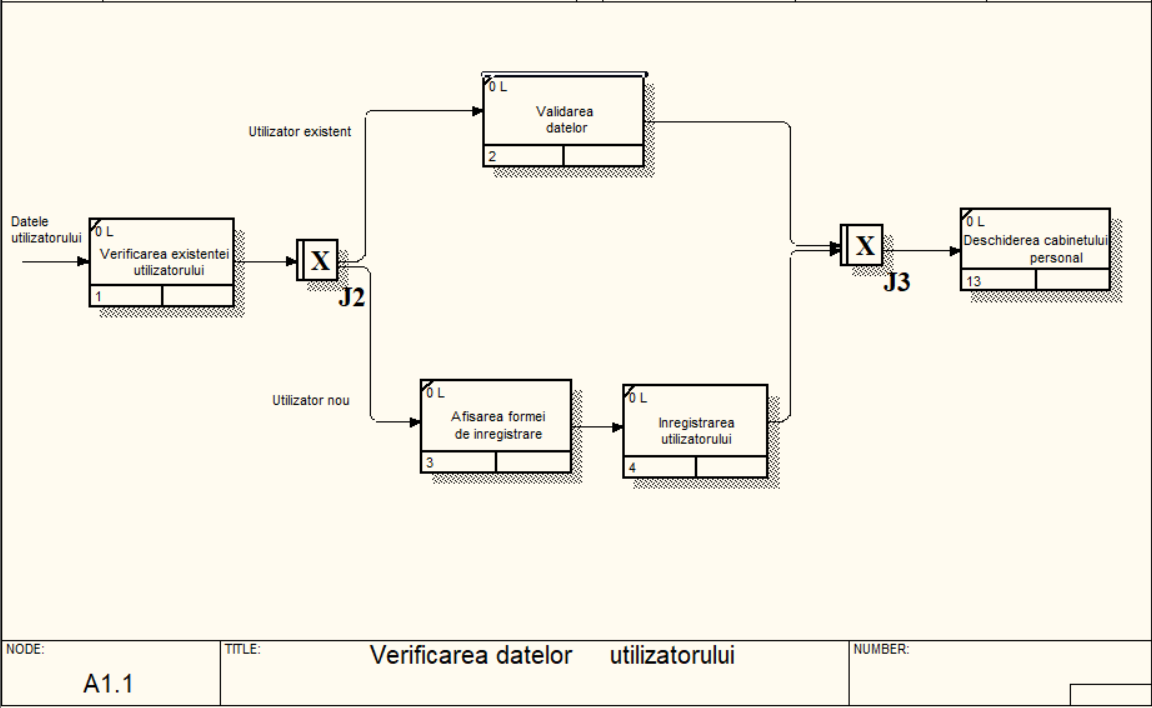 0 L
Validarea
datelor
2
Utilizator existent
Datele
utilizatorului
0 L
Verificarea existentei
utilizatorului
1
X
J2
X
J3
0 L
Deschiderea cabinetului
personal
13
Utilizator nou
0 L
Afisarea formei
de inregistrare
3
0 L
Inregistrarea
utilizatorului
4
NODE:
A1.1
TITLE:
Verificarea datelor utilizatorului
NUMBER: